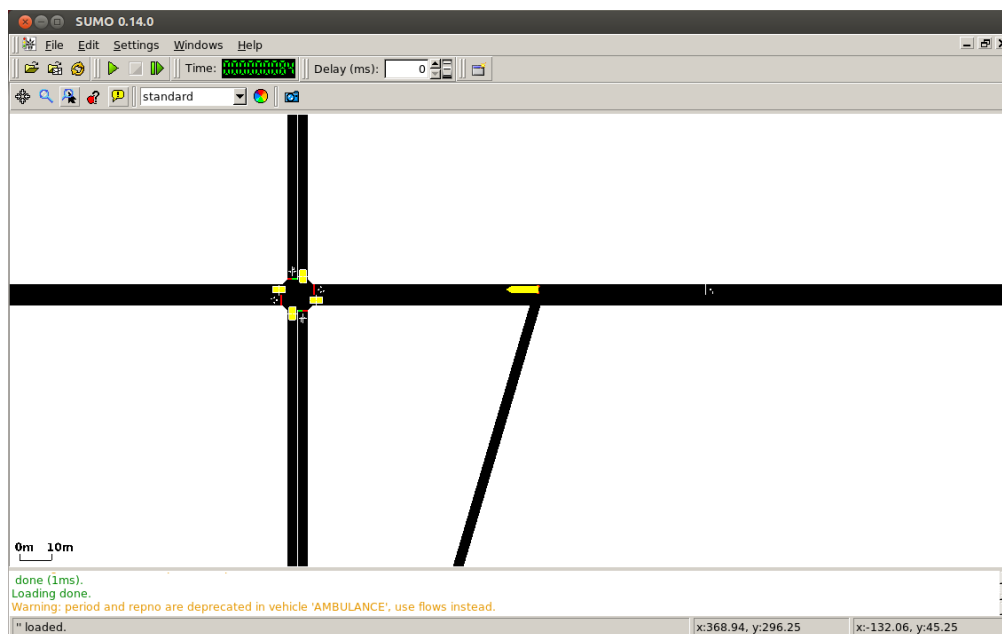 SUMO 0.14.0
File Edit Settings Windows Help
Time: Delay (ms): 0
standard
0m 10m
done (1ms).
Loading done.
Warning: period and repno are deprecated in vehicle 'AMBULANCE', use flows instead.
'' loaded. x:368.94, y:296.25 x:-132.06, y:45.25